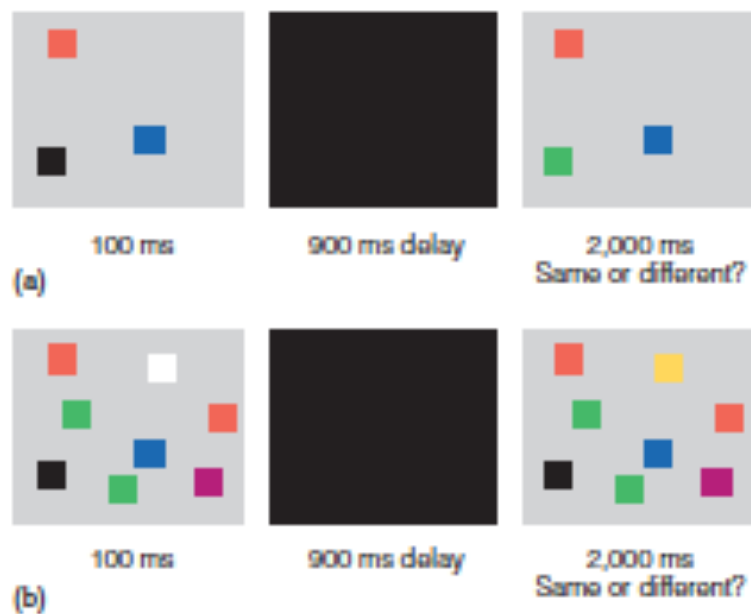 100 ms 900 ms delay 2,000 ms
(a) Same or different?
100 ms 900 ms delay 2,000 ms
Same or different?
(b)